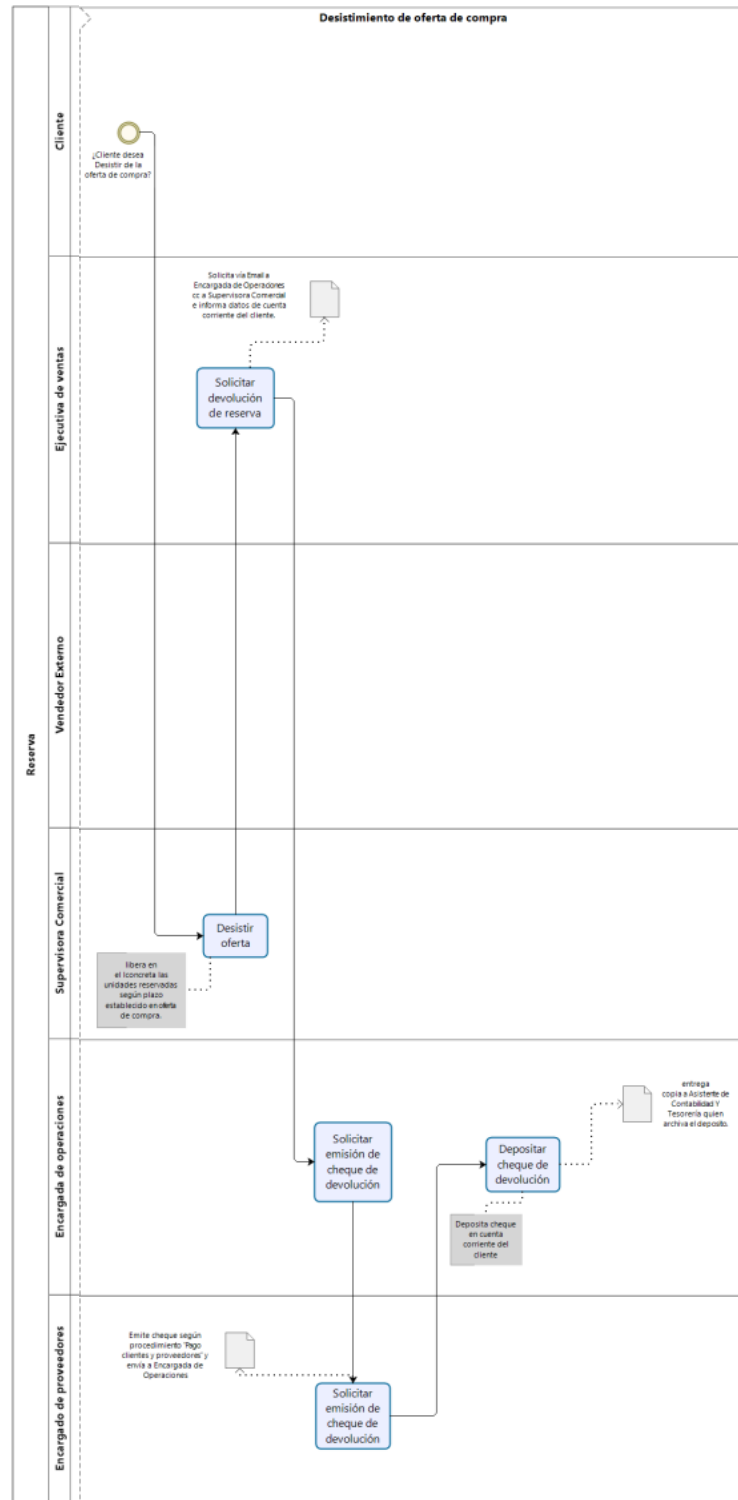 Desistimiento de oferta de compra
Reserva
Cliente
¿Cliente desea
Desistir de la
oferta de compra?
Ejecutiva de ventas
Solicita vía Email a
Encargada de Operadores
cc a Supervisora Comercial
e informa datos de cuenta
corriente del cliente.
Solicitar
devolución
de reserva
Vendedor Externo
Supervisora Comercial
Desistir
oferta
libera en
el Iconcreta las
unidades reservadas
según plazo
establecido en oferta
de compra.
Encargada de operaciones
Solicitar
emisión de
cheque de
devolución
Depositar
cheque de
devolución
entrega
copia a Asistente de
Contabilidad Y
Tesorería quien
archiva el deposito.
Deposita cheque
en cuenta
corriente del
cliente
Encargado de proveedores
Emite cheque según
procedimiento "Pago
clientes y proveedores" y
envía a Encargada de
Operaciones
Solicitar
emisión de
cheque de
devolución